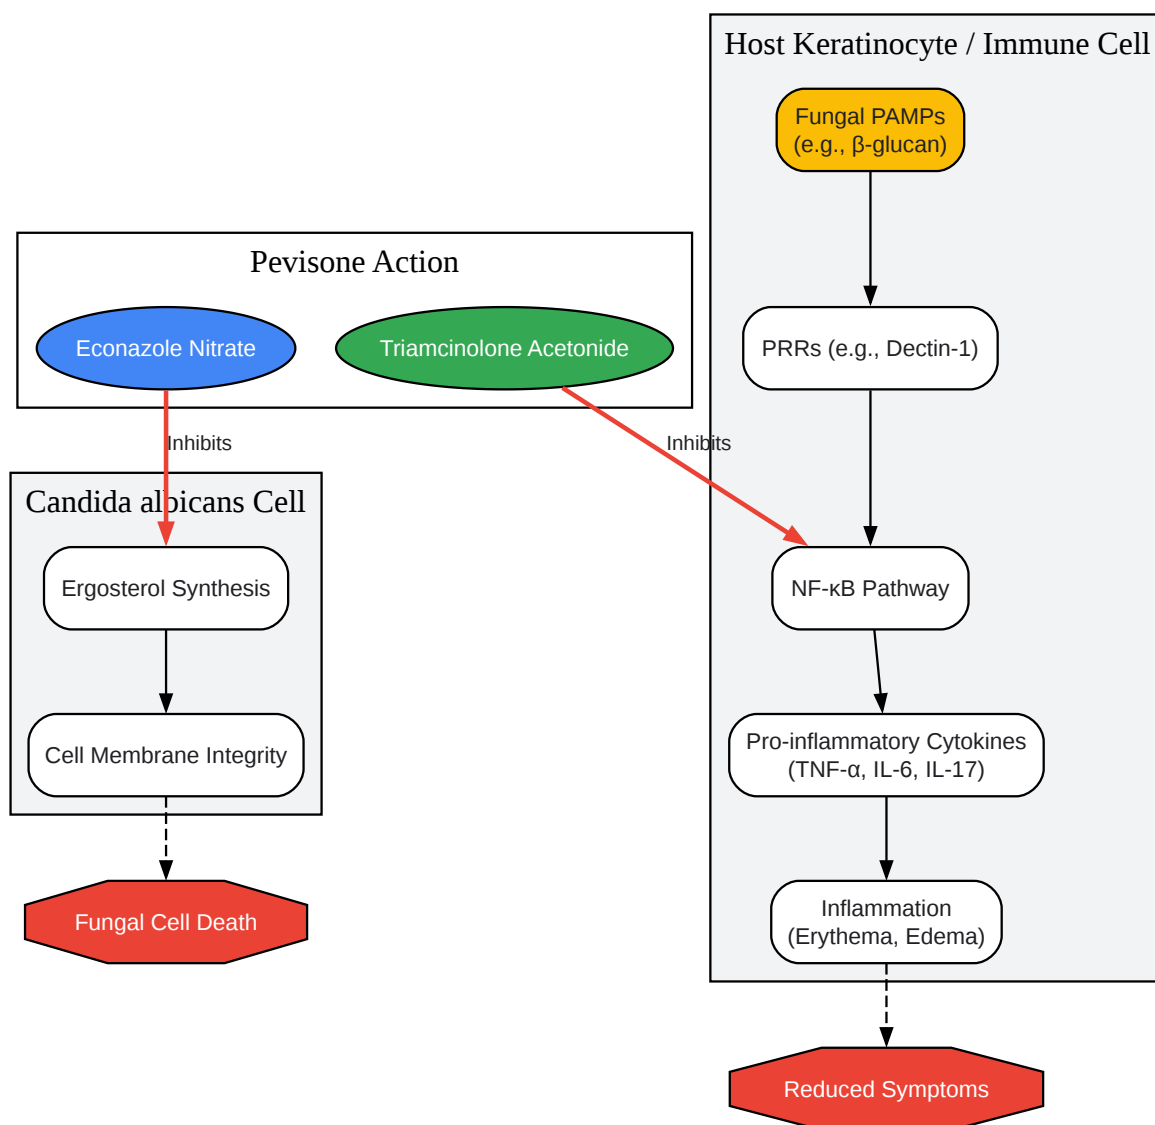 Host Keratinocyte / Immune Cell
Fungal PAMPs
(e.g., β-glucan)
Pevisone Action
Econazole Nitrate
Triamcinolone Acetonide
PRRs (e.g., Dectin-1)
Inhibits
Inhibits
Candida albicans Cell
Ergosterol Synthesis
NF-κB Pathway
Cell Membrane Integrity
Pro-inflammatory Cytokines
(TNF-α, IL-6, IL-17)
Fungal Cell Death
Inflammation
(Erythema, Edema)
Reduced Symptoms